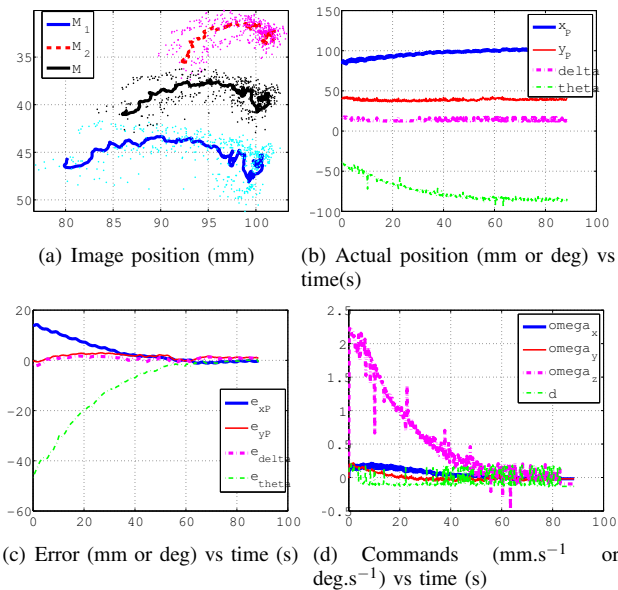 M1
M2
M
35
40
45
50
80
85
90
95
100
(a) Image position (mm)
150
100
50
0
-50
-100
0
20
40
60
80
100
xP
yP
delta
theta
(b) Actual position (mm or deg) vs
time(s)
20
0
-20
-40
-60
0
20
40
60
80
100
exP
eyP
edelta
etheta
(c) Error (mm or deg) vs time (s)
2.5
2
1.5
1
0.5
0
-0.5
0
20
40
60
80
100
omegax
omegay
omegaz
d
(d) Commands (mm.s−1 or
deg.s−1) vs time (s)